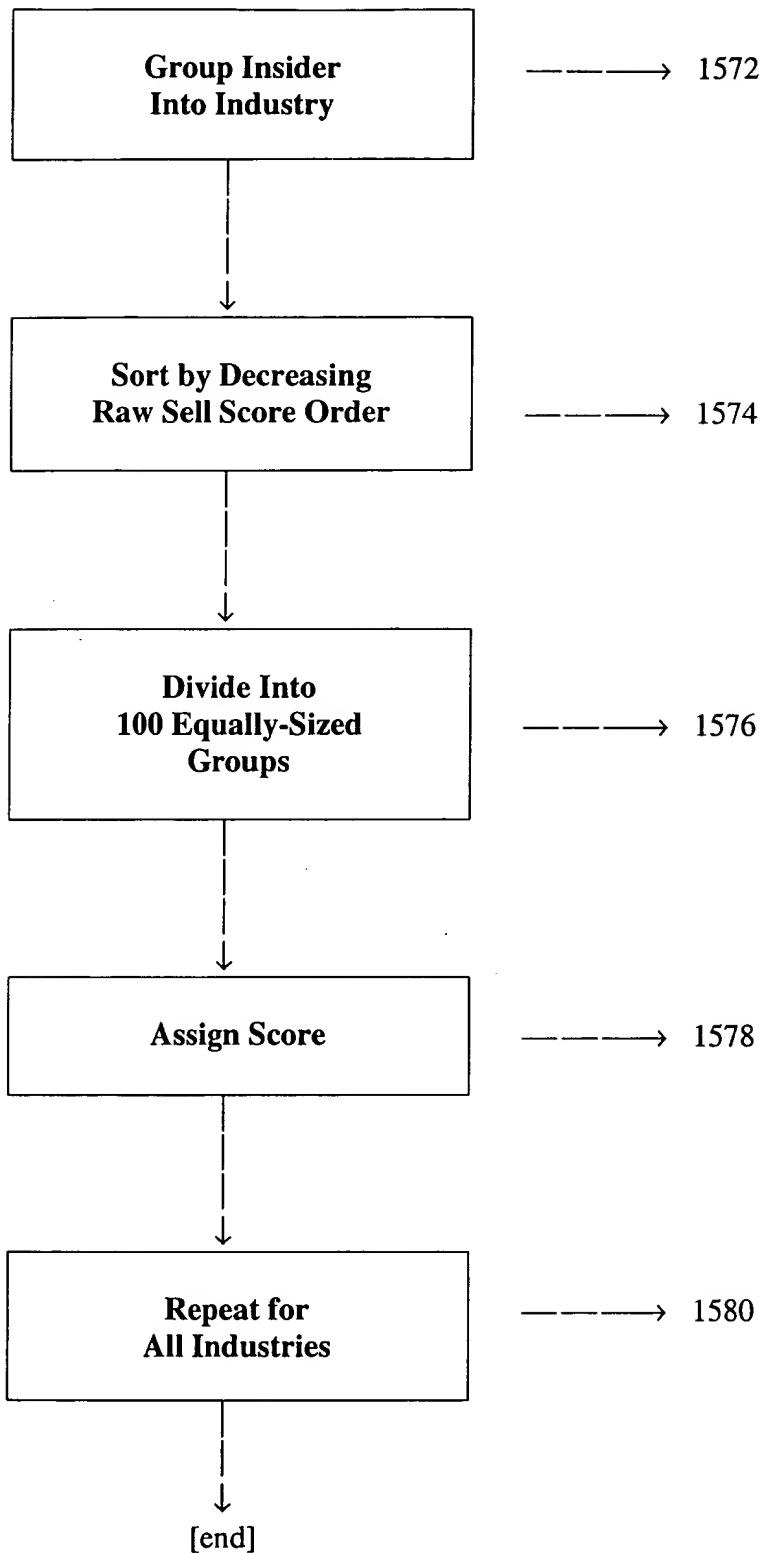 Group Insider
Into Industry
1572
Sort by Decreasing
Raw Sell Score Order
1574
Divide Into
100 Equally-Sized
Groups
1576
Assign Score
1578
Repeat for
All Industries
1580
[end]